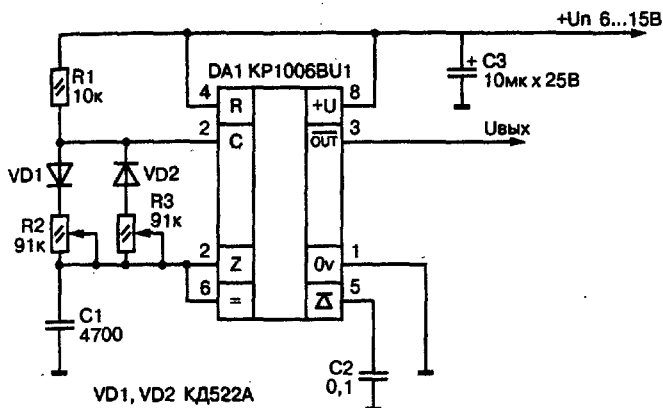 +Uп 6...15В
R1
10к
DA1 КР1006ВИ1
C3
10мк x 25В
+
4
R
+U
8
2
C
OUT
3
Uвых
VD1
VD2
R2
91к
R3
91к
2
Z
0v
1
6
=
5
C1
4700
C2
0,1
VD1, VD2 КД522А